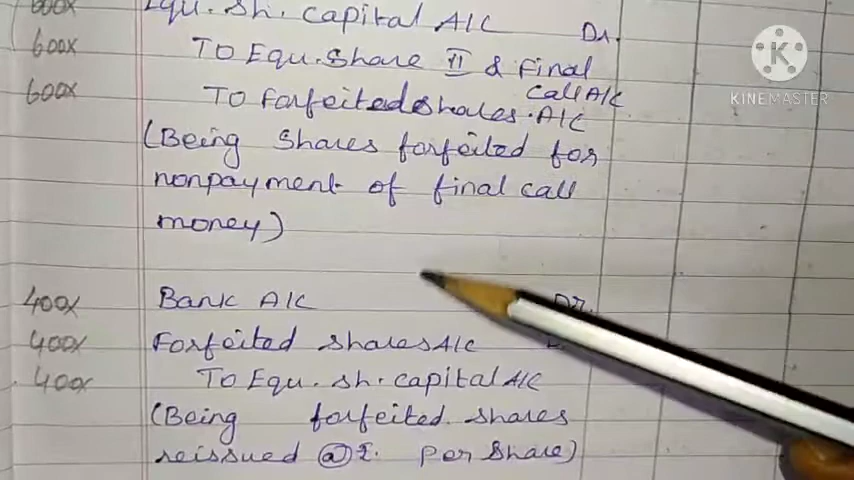 600x Equ. sh. capital A/C Dr.
600x To Equ. Share II & Final
Call A/C
600x To Forfeited shares. A/C
(Being shares forfeited for
nonpayment of final call
money)
400x Bank A/C Dr.
400x Forfeited shares A/C
400x To Equ. sh. capital A/C
(Being forfeited shares
reissued @ ₹. per share)
KINEMASTER